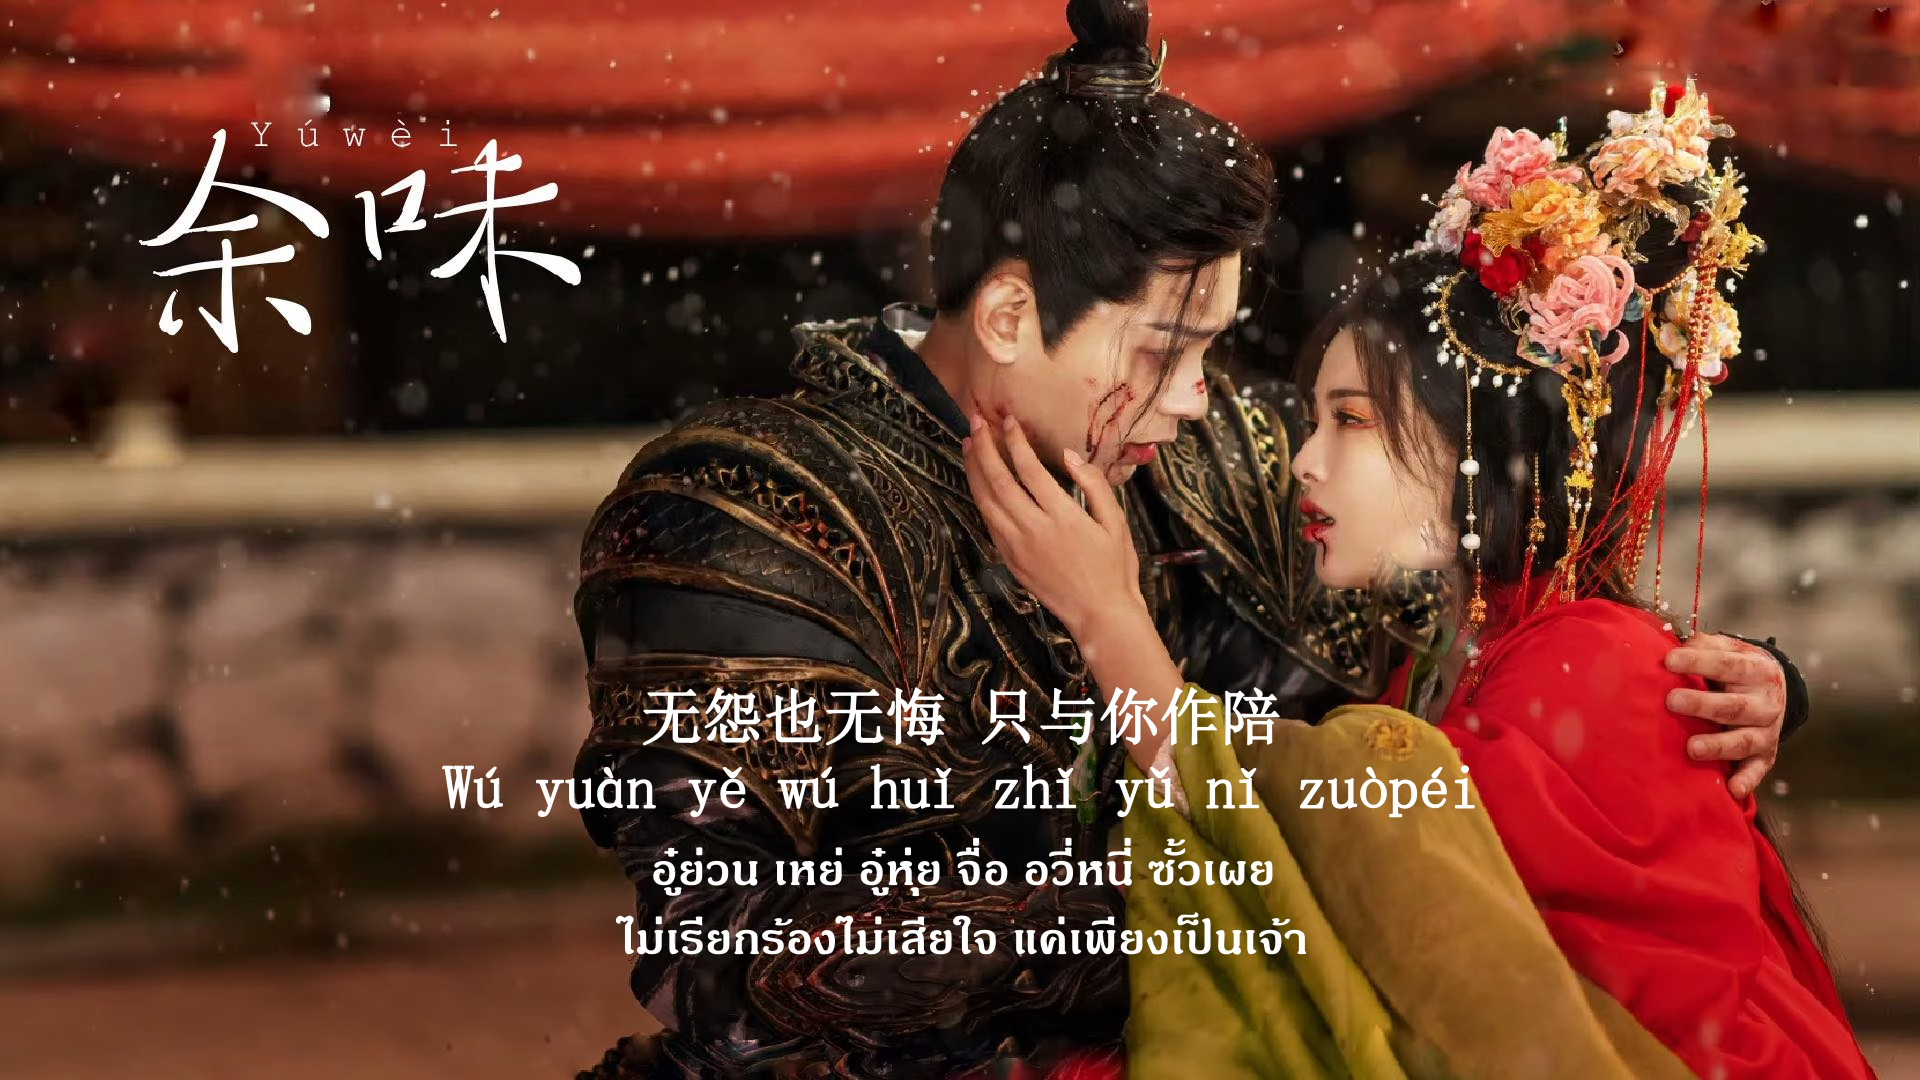 Yúwèi
余味
无怨也无悔 只与你作陪
Wú yuàn yě wú huǐ zhǐ yǔ nǐ zuòpéi
อู๋ย่วน เหย่ อู๋หุ่ย จื่อ อวี่หนี่ ซั้วเผย
ไม่เรียกร้องไม่เสียใจ แค่เพียงเป็นเจ้า